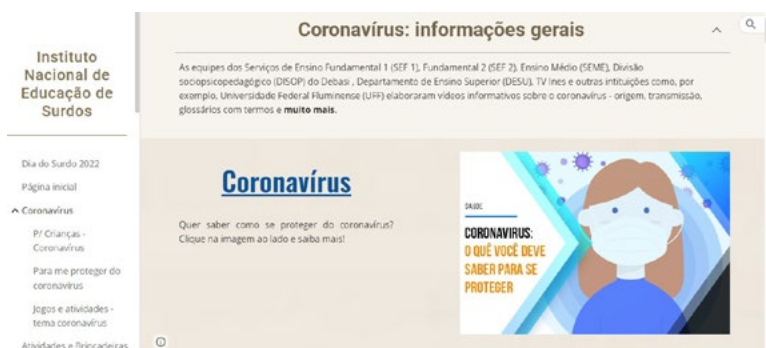 Coronavírus: informações gerais
Instituto
Nacional de
Educação de
Surdos
As equipes dos Serviços de Ensino Fundamental 1 (SEF 1), Fundamental 2 (SEF 2), Ensino Médio (SEME), Divisão
sociopsicopedagógico (DISOP) do Debasi , Departamento de Ensino Superior (DESU), TV Ines e outras intituições como, por
exemplo, Universidade Federal Fluminense (UFF) elaboraram vídeos informativos sobre o coronavírus - origem, transmissão,
glossários com termos e muito mais.
Dia do Surdo 2022
Página inicial
Coronavírus
P/ Crianças -
Coronavírus
Para me proteger do
coronavírus
Jogos e atividades -
tema coronavírus
Atividades e Brincadeiras
Coronavírus
Quer saber como se proteger do coronavírus?
Clique na imagem ao lado e saiba mais!
SAÚDE
CORONAVIRUS:
O QUÊ VOCÊ DEVE
SABER PARA SE
PROTEGER